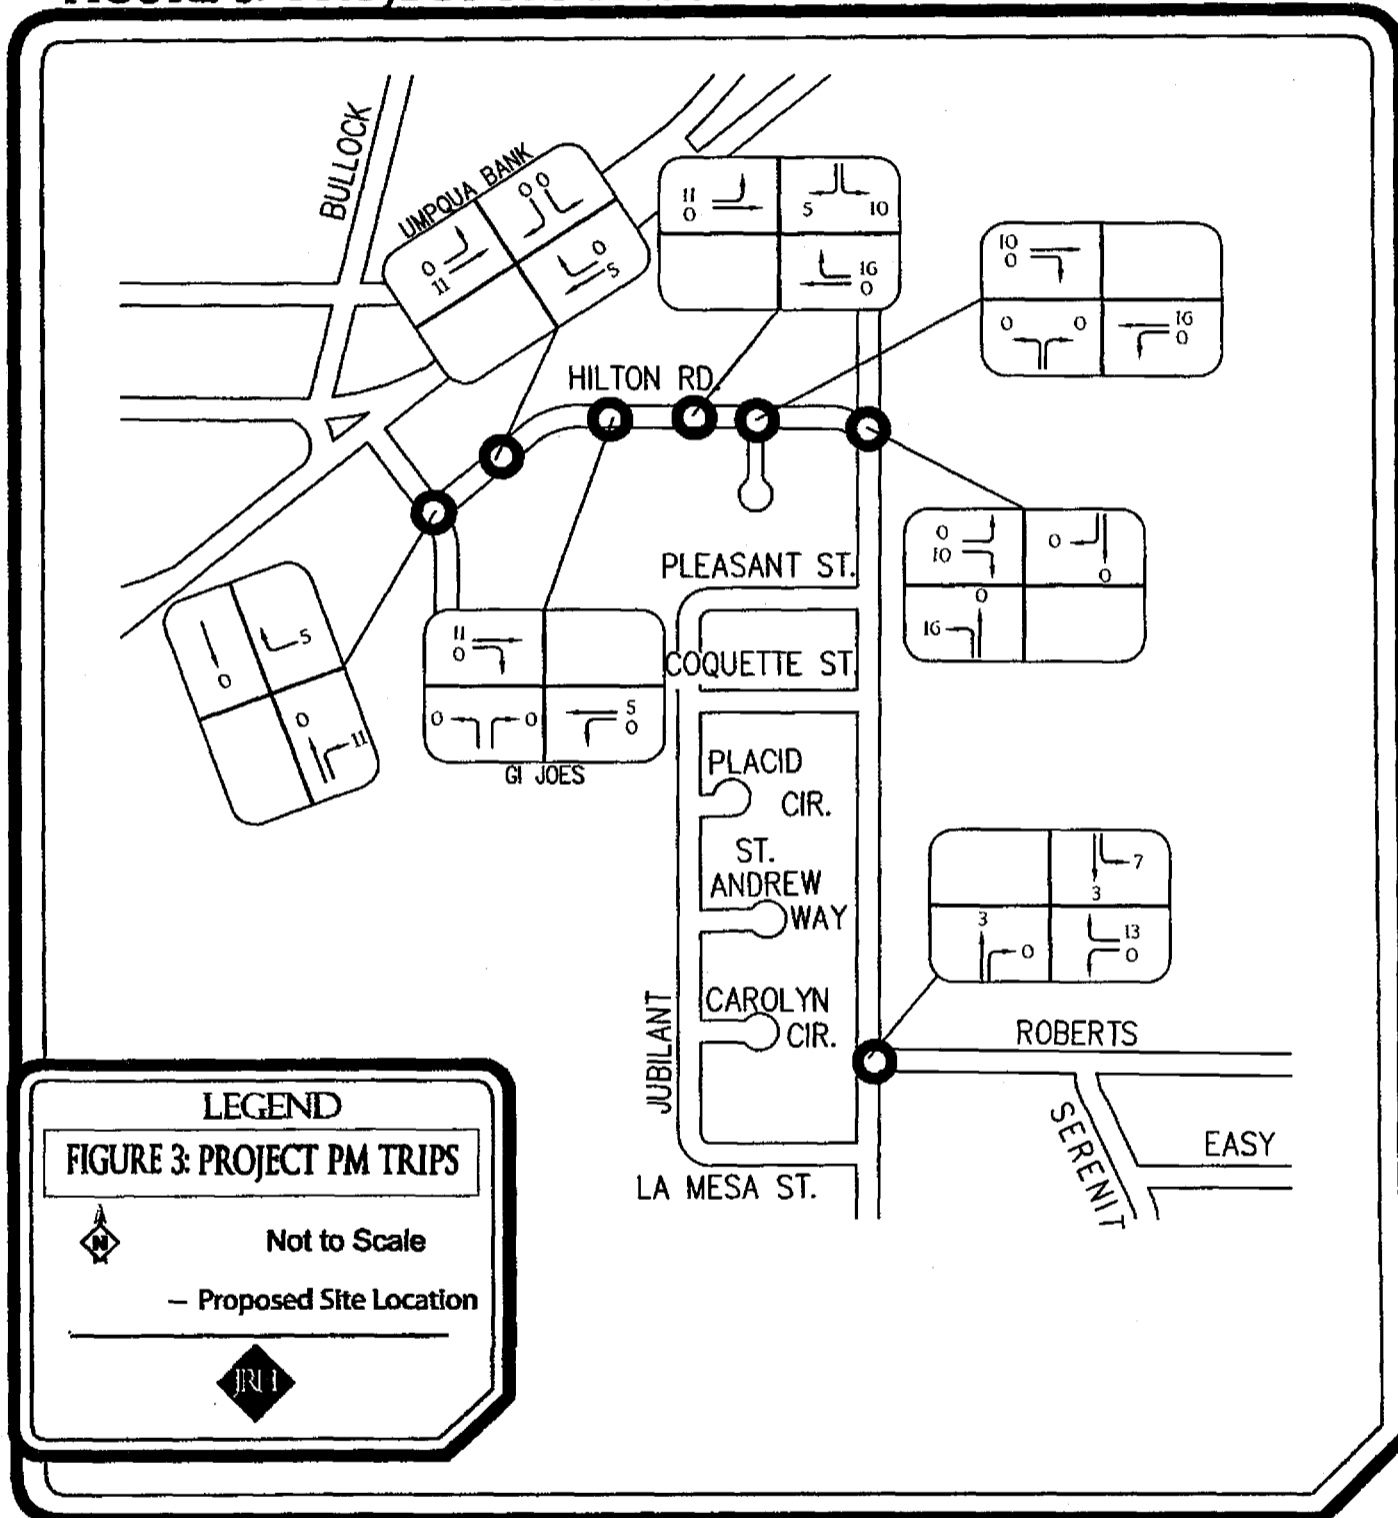 BULLOCK
UMPQUA BANK
0 0
0
11
0
5
11
0
5 10
16
0
10
0
0 0
16
0
HILTON RD.
0
10
0
0
0
16
PLEASANT ST.
COQUETTE ST.
5
0
0
11
11
0
0 0
5
0
GI JOES
PLACID
CIR.
ST.
ANDREW
WAY
CAROLYN
CIR.
JUBILANT
7
3
3
0
13
0
ROBERTS
SERENIT
EASY
LA MESA ST.
LEGEND
FIGURE 3: PROJECT PM TRIPS
N
Not to Scale
– Proposed Site Location